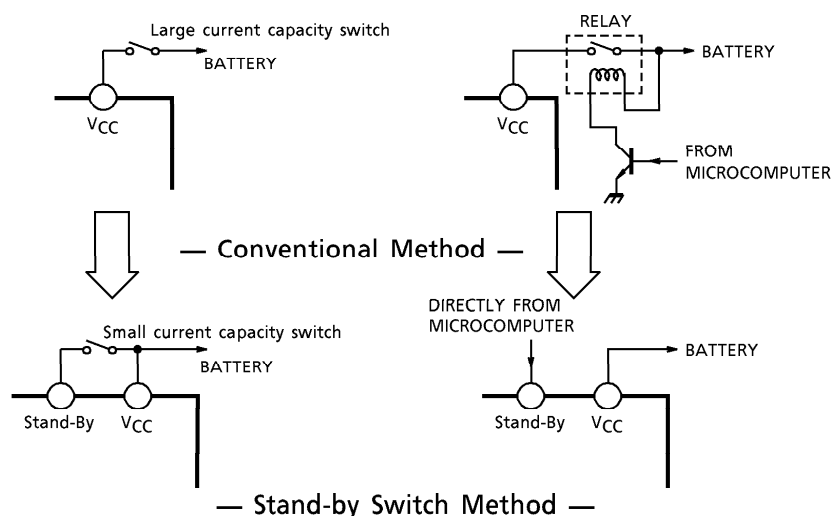 Large current capacity switch
BATTERY
VCC
RELAY
BATTERY
VCC
FROM
MICROCOMPUTER
— Conventional Method —
Small current capacity switch
BATTERY
Stand-By
VCC
DIRECTLY FROM
MICROCOMPUTER
BATTERY
Stand-By
VCC
— Stand-by Switch Method —